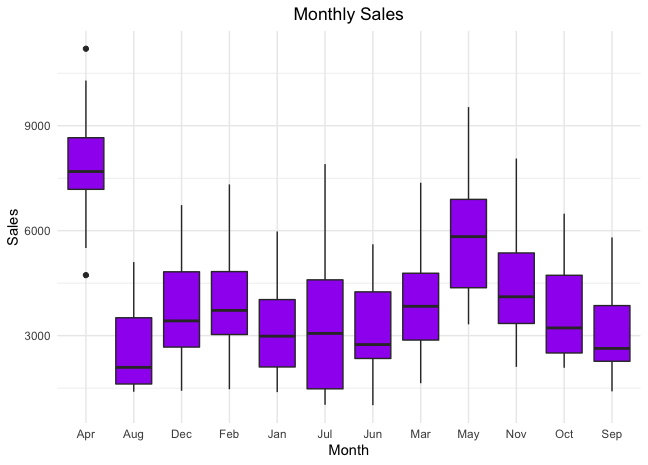 Monthly Sales
9000
6000
3000
Sales
Apr Aug Dec Feb Jan Jul Jun Mar May Nov Oct Sep
Month